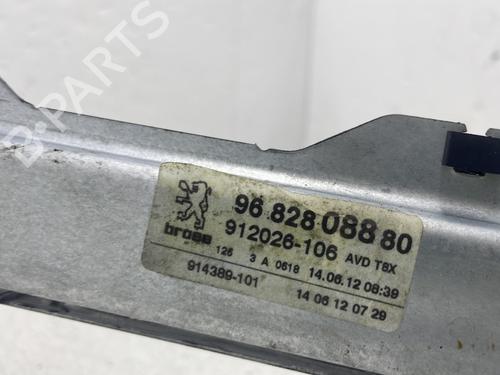 B-PARTS
96 828 088 80
brose 912026-106 AVD T8X
126 3 A 0518 14.06.12 08:39
914389-101 14 06 12 07 29